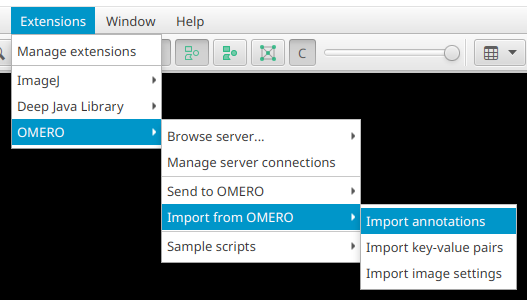 Extensions Window Help
Manage extensions
C
ImageJ
Deep Java Library
OMERO
Browse server...
Manage server connections
Send to OMERO
Import from OMERO
Import annotations
Import key-value pairs
Sample scripts
Import image settings